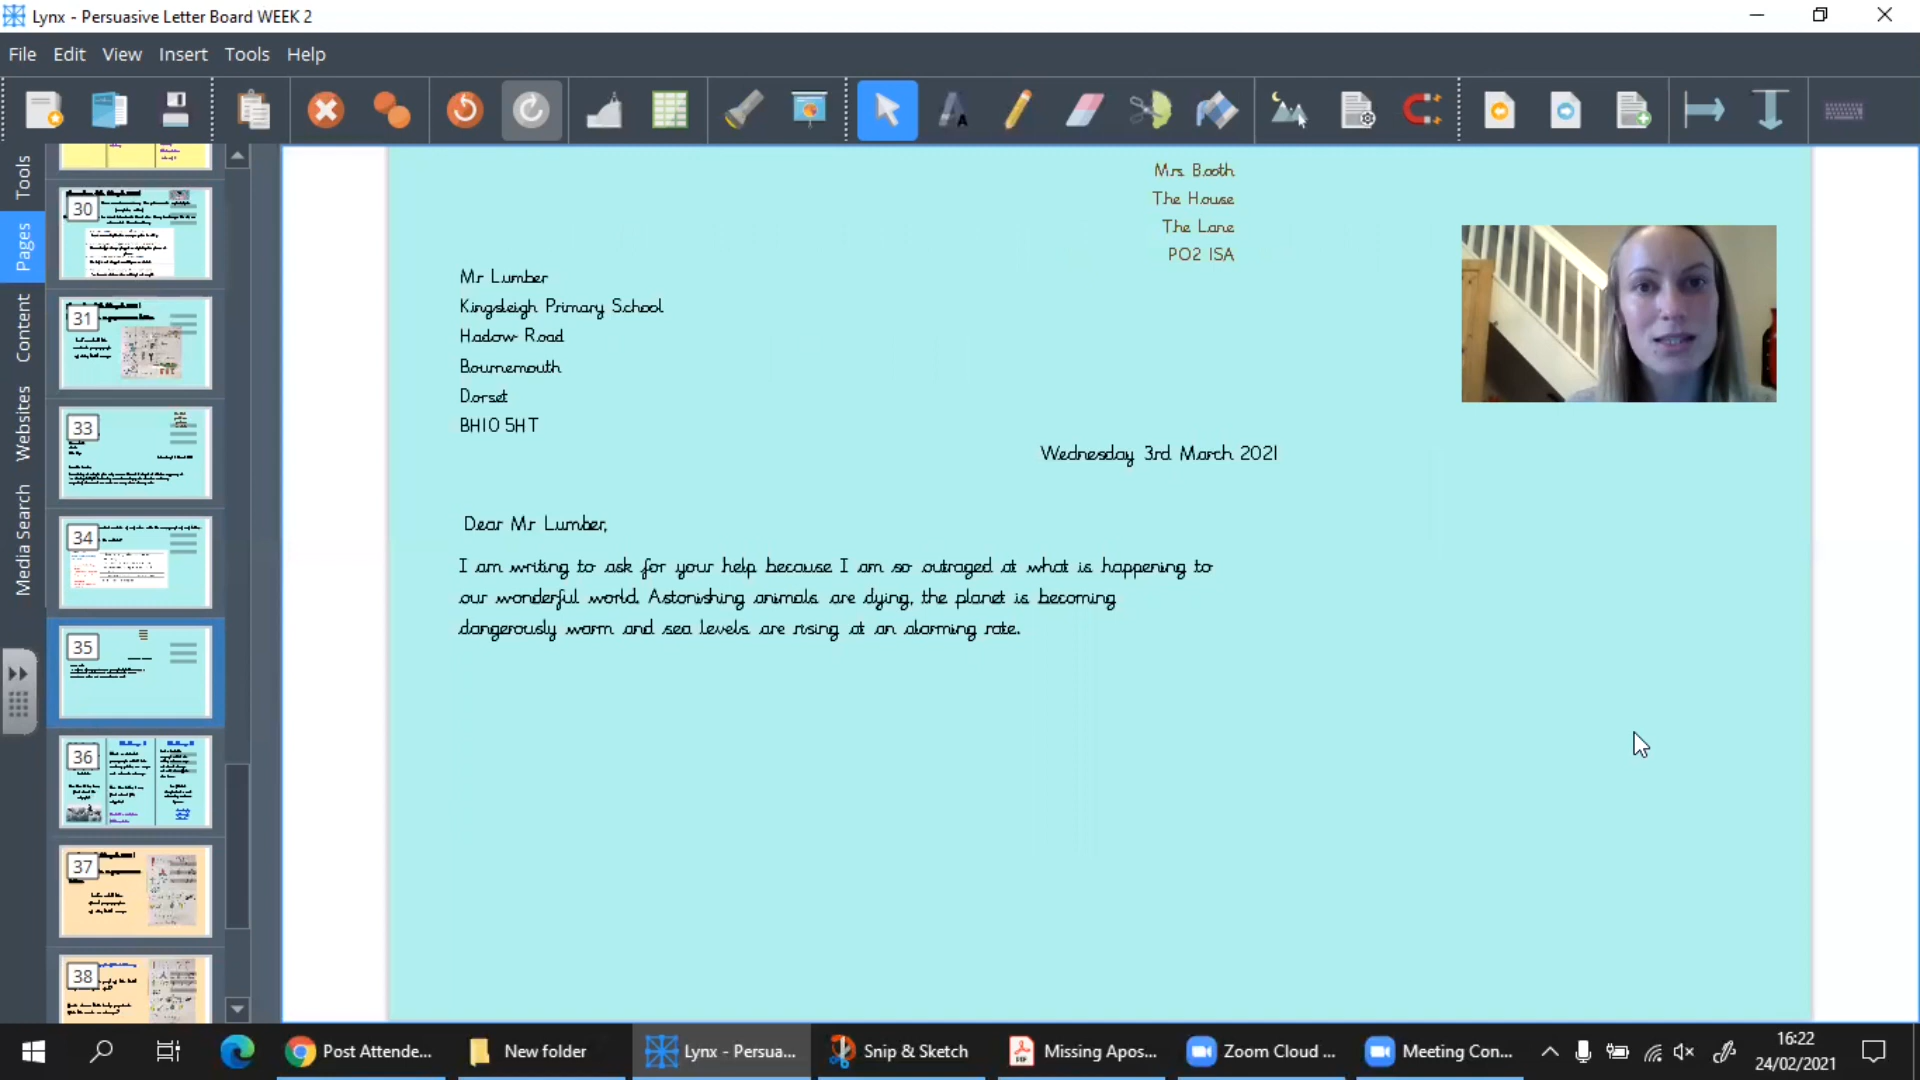 Lynx - Persuasive Letter Board WEEK 2
File Edit View Insert Tools Help
Tools
Pages
Content
Websites
Media Search
30
31
33
34
35
36
37
38
Mrs Booth
The House
The Lane
PO2 1SA
Mr Lumber
Kingsleigh Primary School
Hadow Road
Bournemouth
Dorset
BH10 5HT
Wednesday 3rd March 2021
Dear Mr Lumber,
I am writing to ask for your help because I am so outraged at what is happening to
our wonderful world. Astonishing animals are dying, the planet is becoming
dangerously warm and sea levels are rising at an alarming rate.
Post Attende...
New folder
Lynx - Persua...
Snip & Sketch
Missing Apos...
Zoom Cloud ...
Meeting Con...
16:22
24/02/2021